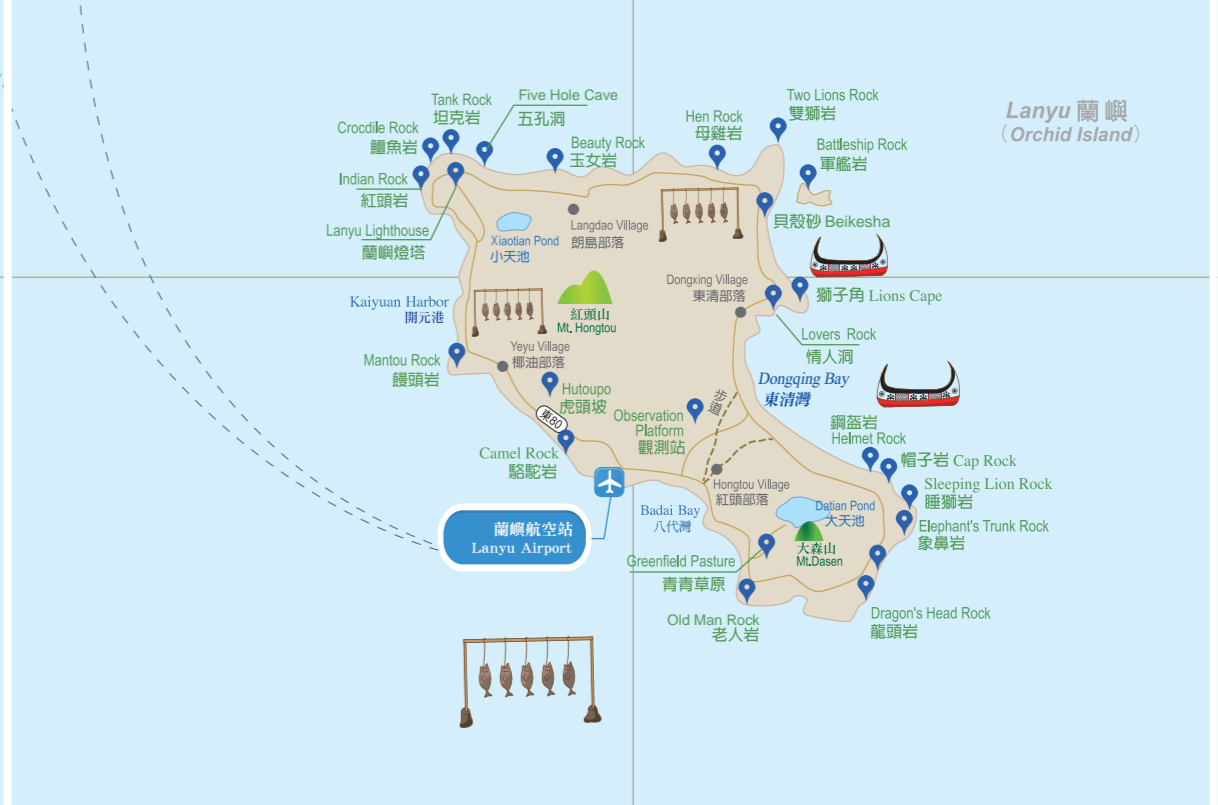 Lanyu 蘭嶼
(Orchid Island)
Two Lions Rock
雙獅岩
Five Hole Cave
五孔洞
Tank Rock
坦克岩
Hen Rock
母雞岩
Crocdile Rock
鱷魚岩
Beauty Rock
玉女岩
Battleship Rock
軍艦岩
Indian Rock
紅頭岩
Lanyu Lighthouse
蘭嶼燈塔
Xiaotian Pond
小天池
Langdao Village
朗島部落
貝殼砂 Beikesha
Dongxing Village
東清部落
獅子角 Lions Cape
Kaiyuan Harbor
開元港
紅頭山
Mt. Hongtou
Lovers Rock
情人洞
Mantou Rock
饅頭岩
Yeyu Village
椰油部落
Dongqing Bay
東清灣
Hutoupo
虎頭坡
步道
東80
Observation
Platform
觀測站
鋼盔岩
Helmet Rock
Camel Rock
駱駝岩
帽子岩 Cap Rock
Hongtou Village
紅頭部落
Sleeping Lion Rock
睡獅岩
Badai Bay
八代灣
Datian Pond
大天池
Elephant's Trunk Rock
象鼻岩
蘭嶼航空站
Lanyu Airport
大森山
Mt.Dasen
Greenfield Pasture
青青草原
Old Man Rock
老人岩
Dragon's Head Rock
龍頭岩